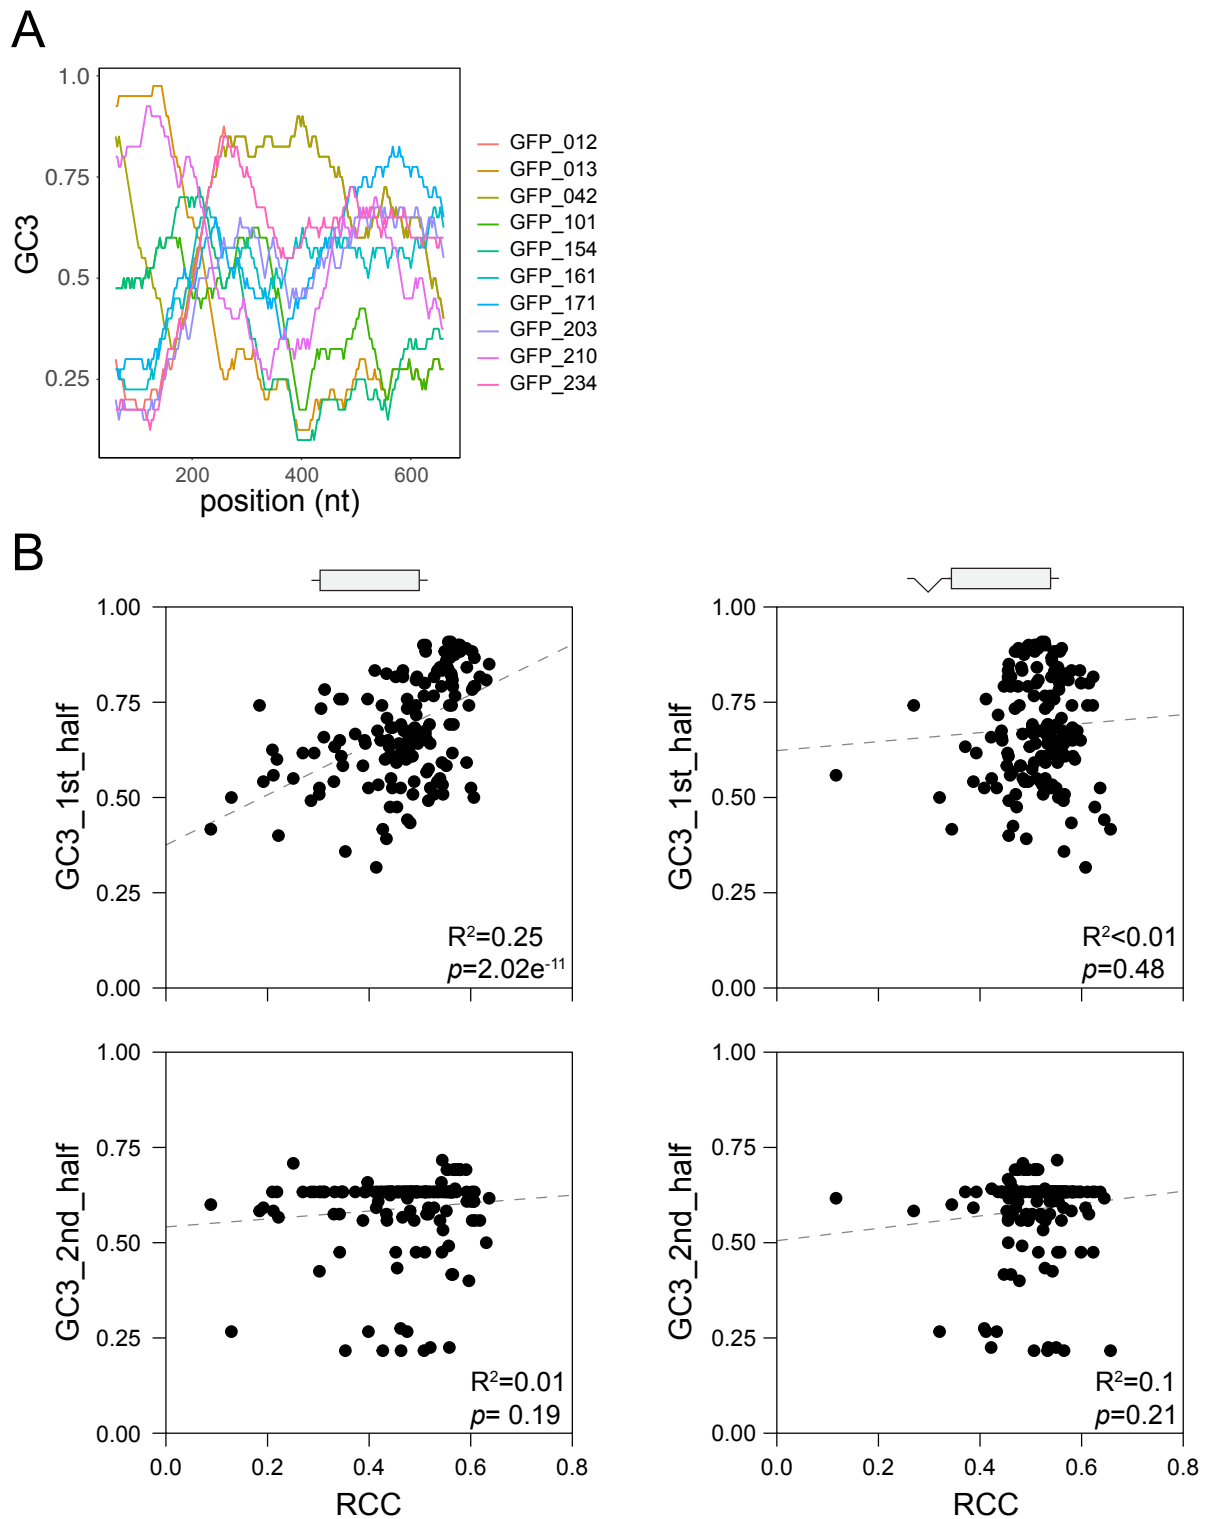 A
1.0
0.75
0.5
0.25
GC3
200 400 600
position (nt)
GFP_012
GFP_013
GFP_042
GFP_101
GFP_154
GFP_161
GFP_171
GFP_203
GFP_210
GFP_234
B
1.00
0.75
0.50
0.25
0.00
GC3_1st_half
R²=0.25
p=2.02e⁻¹¹
1.00
0.75
0.50
0.25
0.00
GC3_1st_half
R²<0.01
p=0.48
1.00
0.75
0.50
0.25
0.00
GC3_2nd_half
R²=0.01
p= 0.19
0.0 0.2 0.4 0.6 0.8
RCC
1.00
0.75
0.50
0.25
0.00
GC3_2nd_half
R²=0.1
p=0.21
0.0 0.2 0.4 0.6 0.8
RCC